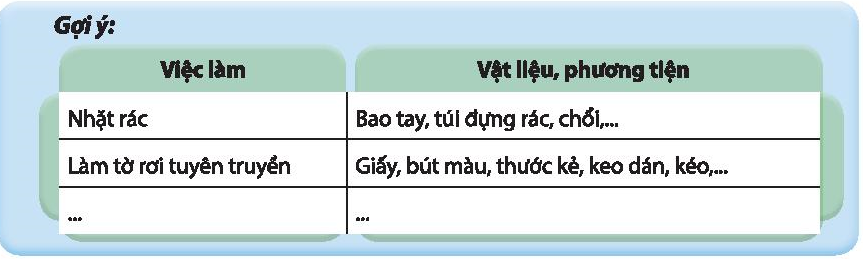 Gợi ý:
Việc làm Vật liệu, phương tiện
Nhặt rác Bao tay, túi đựng rác, chổi,...
Làm tờ rơi tuyên truyền Giấy, bút màu, thước kẻ, keo dán, kéo,...
... ...